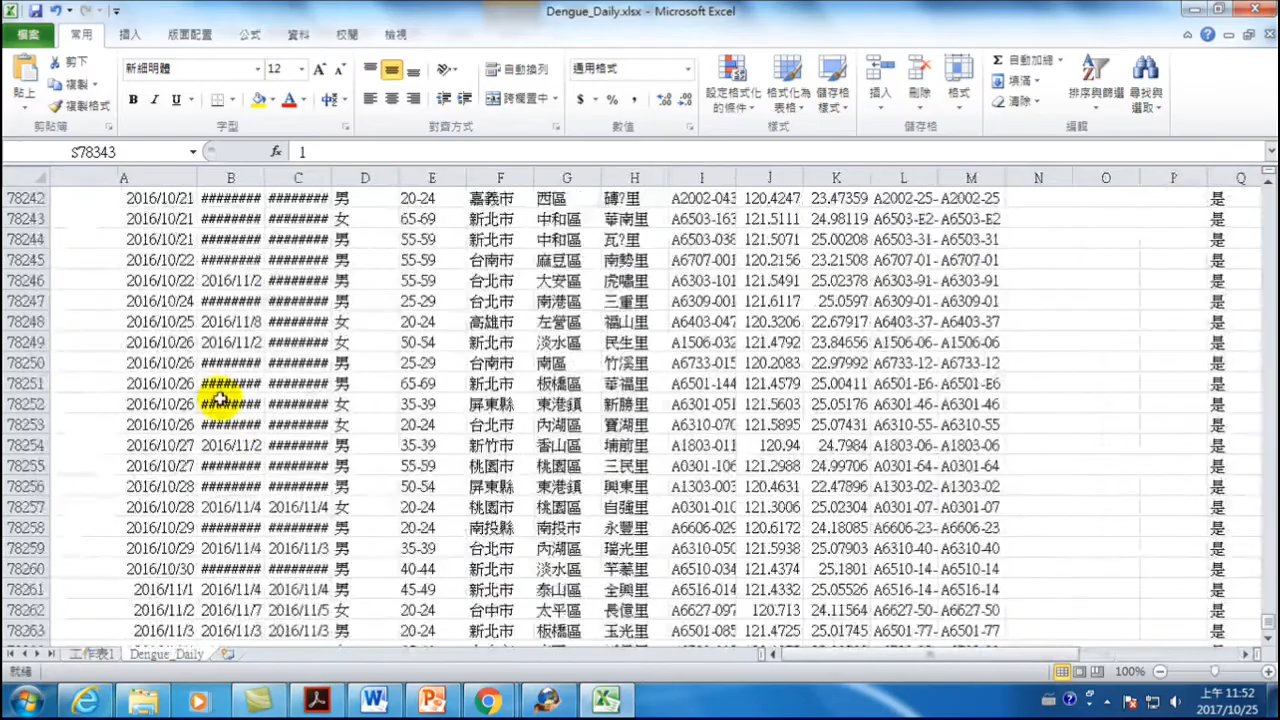 Dengue_Daily.xlsx - Microsoft Excel
檔案 常用 插入 版面配置 公式 資料 校閱 檢視
貼上 剪下 複製 複製格式 剪貼簿
新細明體 12 B I U 字型
自動換列 跨欄置中 對齊方式
通用格式 $ % , 數值
設定格式化的條件 格式化為表格 儲存格樣式 樣式
插入 刪除 格式 儲存格
Σ 自動加總 填滿 清除 排序與篩選 尋找與選取 編輯
S78343 fx 1
A B C D E F G H I J K L M N O P Q
78242 2016/10/21 ######## ######## 男 20-24 嘉義市 西區 磚?里 A2002-043 120.4247 23.47359 A2002-25- A2002-25 是
78243 2016/10/21 ######## ######## 女 65-69 新北市 中和區 華南里 A6503-163 121.5111 24.98119 A6503-E2- A6503-E2 是
78244 2016/10/21 ######## ######## 男 55-59 新北市 中和區 瓦?里 A6503-038 121.5071 25.00208 A6503-31- A6503-31 是
78245 2016/10/22 ######## ######## 男 55-59 台南市 麻豆區 南勢里 A6707-001 120.2156 23.21508 A6707-01- A6707-01 是
78246 2016/10/22 2016/11/2 ######## 男 55-59 台北市 大安區 虎嘯里 A6303-101 121.5491 25.02378 A6303-91- A6303-91 是
78247 2016/10/24 ######## ######## 男 25-29 台北市 南港區 三重里 A6309-001 121.6117 25.0597 A6309-01- A6309-01 是
78248 2016/10/25 2016/11/8 ######## 女 20-24 高雄市 左營區 福山里 A6403-047 120.3206 22.67917 A6403-37- A6403-37 是
78249 2016/10/26 2016/11/2 ######## 女 50-54 新北市 淡水區 民生里 A1506-032 121.4792 23.84656 A1506-06- A1506-06 是
78250 2016/10/26 ######## ######## 男 25-29 台南市 南區 竹溪里 A6733-015 120.2083 22.97992 A6733-12- A6733-12 是
78251 2016/10/26 ######## ######## 男 65-69 新北市 板橋區 華福里 A6501-144 121.4579 25.00411 A6501-E6- A6501-E6 是
78252 2016/10/26 ######## ######## 女 35-39 屏東縣 東港鎮 新勝里 A6301-051 121.5603 25.05176 A6301-46- A6301-46 是
78253 2016/10/26 ######## ######## 女 20-24 台北市 內湖區 寶湖里 A6310-070 121.5895 25.07431 A6310-55- A6310-55 是
78254 2016/10/27 2016/11/2 ######## 男 35-39 新竹市 香山區 埔前里 A1803-011 120.94 24.7984 A1803-06- A1803-06 是
78255 2016/10/27 ######## ######## 男 55-59 桃園市 桃園區 三民里 A0301-106 121.2988 24.99706 A0301-64- A0301-64 是
78256 2016/10/28 ######## ######## 男 50-54 屏東縣 東港鎮 興東里 A1303-003 120.4631 22.47896 A1303-02- A1303-02 是
78257 2016/10/28 2016/11/4 2016/11/4 女 20-24 桃園市 桃園區 自強里 A0301-010 121.3006 25.02304 A0301-07- A0301-07 是
78258 2016/10/29 ######## ######## 男 20-24 南投縣 南投市 永豐里 A6606-029 120.6172 24.18085 A6606-23- A6606-23 是
78259 2016/10/29 2016/11/4 2016/11/3 男 35-39 台北市 內湖區 瑞光里 A6310-050 121.5938 25.07903 A6310-40- A6310-40 是
78260 2016/10/30 ######## ######## 男 40-44 新北市 淡水區 竿蓁里 A6510-014 121.4374 25.1801 A6510-14- A6510-14 是
78261 2016/11/1 2016/11/4 2016/11/4 男 45-49 新北市 泰山區 全興里 A6516-014 121.4332 25.05526 A6516-14- A6516-14 是
78262 2016/11/2 2016/11/7 2016/11/5 女 20-24 台中市 太平區 長億里 A6627-097 120.713 24.11564 A6627-50- A6627-50 是
78263 2016/11/3 2016/11/3 2016/11/3 男 20-24 新北市 板橋區 玉光里 A6501-085 121.4725 25.01745 A6501-77- A6501-77 是
工作表1 Dengue_Daily
就緒 100%
上午 11:52
2017/10/25